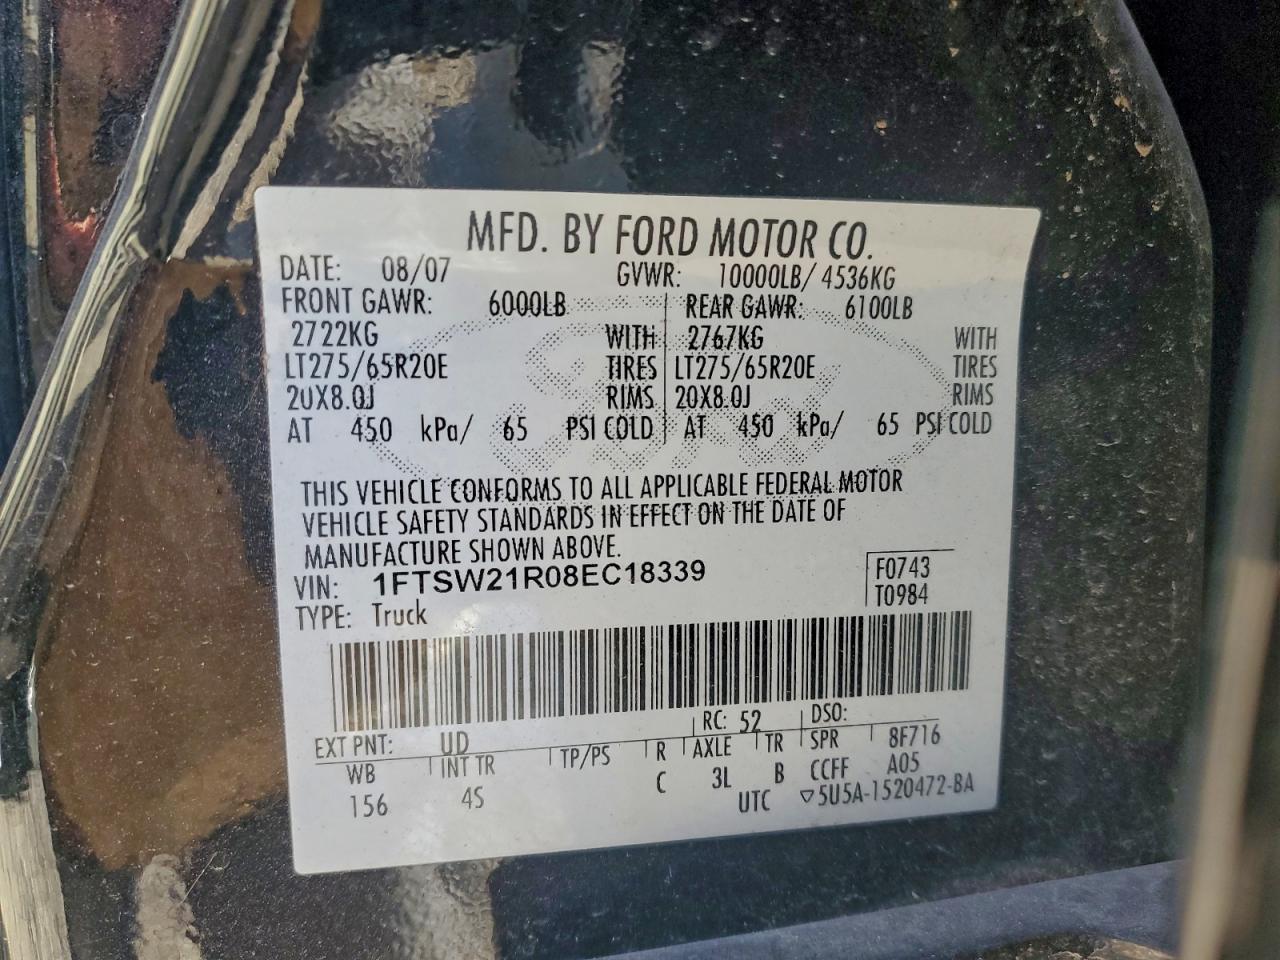 MFD. BY FORD MOTOR CO.
DATE: 08/07 GVWR: 10000LB/ 4536KG
FRONT GAWR: 6000LB REAR GAWR: 6100LB
2722KG WITH 2767KG WITH
LT275/65R20E TIRES LT275/65R20E TIRES
20X8.0J RIMS 20X8.0J RIMS
AT 450 kPa/ 65 PSI COLD AT 450 kPa/ 65 PSI COLD
THIS VEHICLE CONFORMS TO ALL APPLICABLE FEDERAL MOTOR
VEHICLE SAFETY STANDARDS IN EFFECT ON THE DATE OF
MANUFACTURE SHOWN ABOVE.
VIN: 1FTSW21R08EC18339 F0743
TYPE: Truck T0984
RC: 52 DSO:
EXT PNT: UD R AXLE TR SPR 8F716
WB INT TR TP/PS C 3L B CCFF A05
156 4S UTC ▽5U5A-1520472-BA